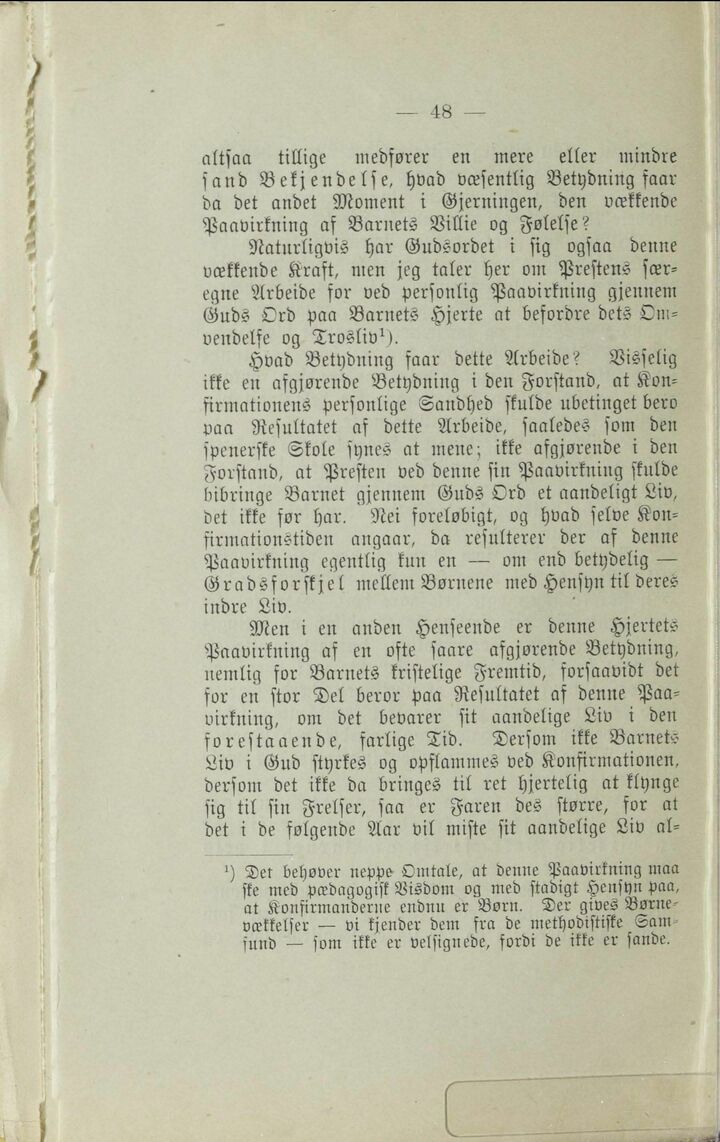 — 48 —
altsaa tillige medfører en mere eller mindre
sand Bekjendelse, hvad væsentlig Betydning faar
da det andet Moment i Gjerningen, den vækkende
Paavirkning af Barnets Villie og Følelse?
Naturligvis har Gudsordet i sig ogsaa denne
vækkende Kraft, men jeg taler her om Prestens sær=
egne Arbeide for ved personlig Paavirkning gjennem
Guds Ord paa Barnets Hjerte at befordre dets Om=
vendelse og Trosliv¹).
Hvad Betydning faar dette Arbeide? Visselig
ikke en afgjørende Betydning i den Forstand, at Kon=
firmationens personlige Sandhed skulde ubetinget bero
paa Resultatet af dette Arbeide, saaledes som den
spenerske Skole synes at mene; ikke afgjørende i den
Forstand, at Presten ved denne sin Paavirkning skulde
bibringe Barnet gjennem Guds Ord et aandeligt Liv,
det ikke før har. Nei foreløbigt, og hvad selve Kon=
firmationstiden angaar, da resulterer der af denne
Paavirkning egentlig kun en — om end betydelig —
Gradsforskjel mellem Børnene med Hensyn til deres
indre Liv.
Men i en anden Henseende er denne Hjertets
Paavirkning af en ofte saare afgjørende Betydning,
nemlig for Barnets kristelige Fremtid, forsaavidt det
for en stor Del beror paa Resultatet af denne Paa=
virkning, om det bevarer sit aandelige Liv i den
forestaaende, farlige Tid. Dersom ikke Barnets
Liv i Gud styrkes og opflammes ved Konfirmationen,
dersom det ikke da bringes til ret hjertelig at klynge
sig til sin Frelser, saa er Faren des større, for at
det i de følgende Aar vil miste sit aandelige Liv al=
¹) Det behøver neppe Omtale, at denne Paavirkning maa
ske med pædagogisk Visdom og med stadigt Hensyn paa,
at Konfirmanderne endnu er Børn. Der gives Børne=
vækkelser — vi kjender dem fra de methodistiske Sam=
fund — som ikke er velsignede, fordi de ikke er sande.